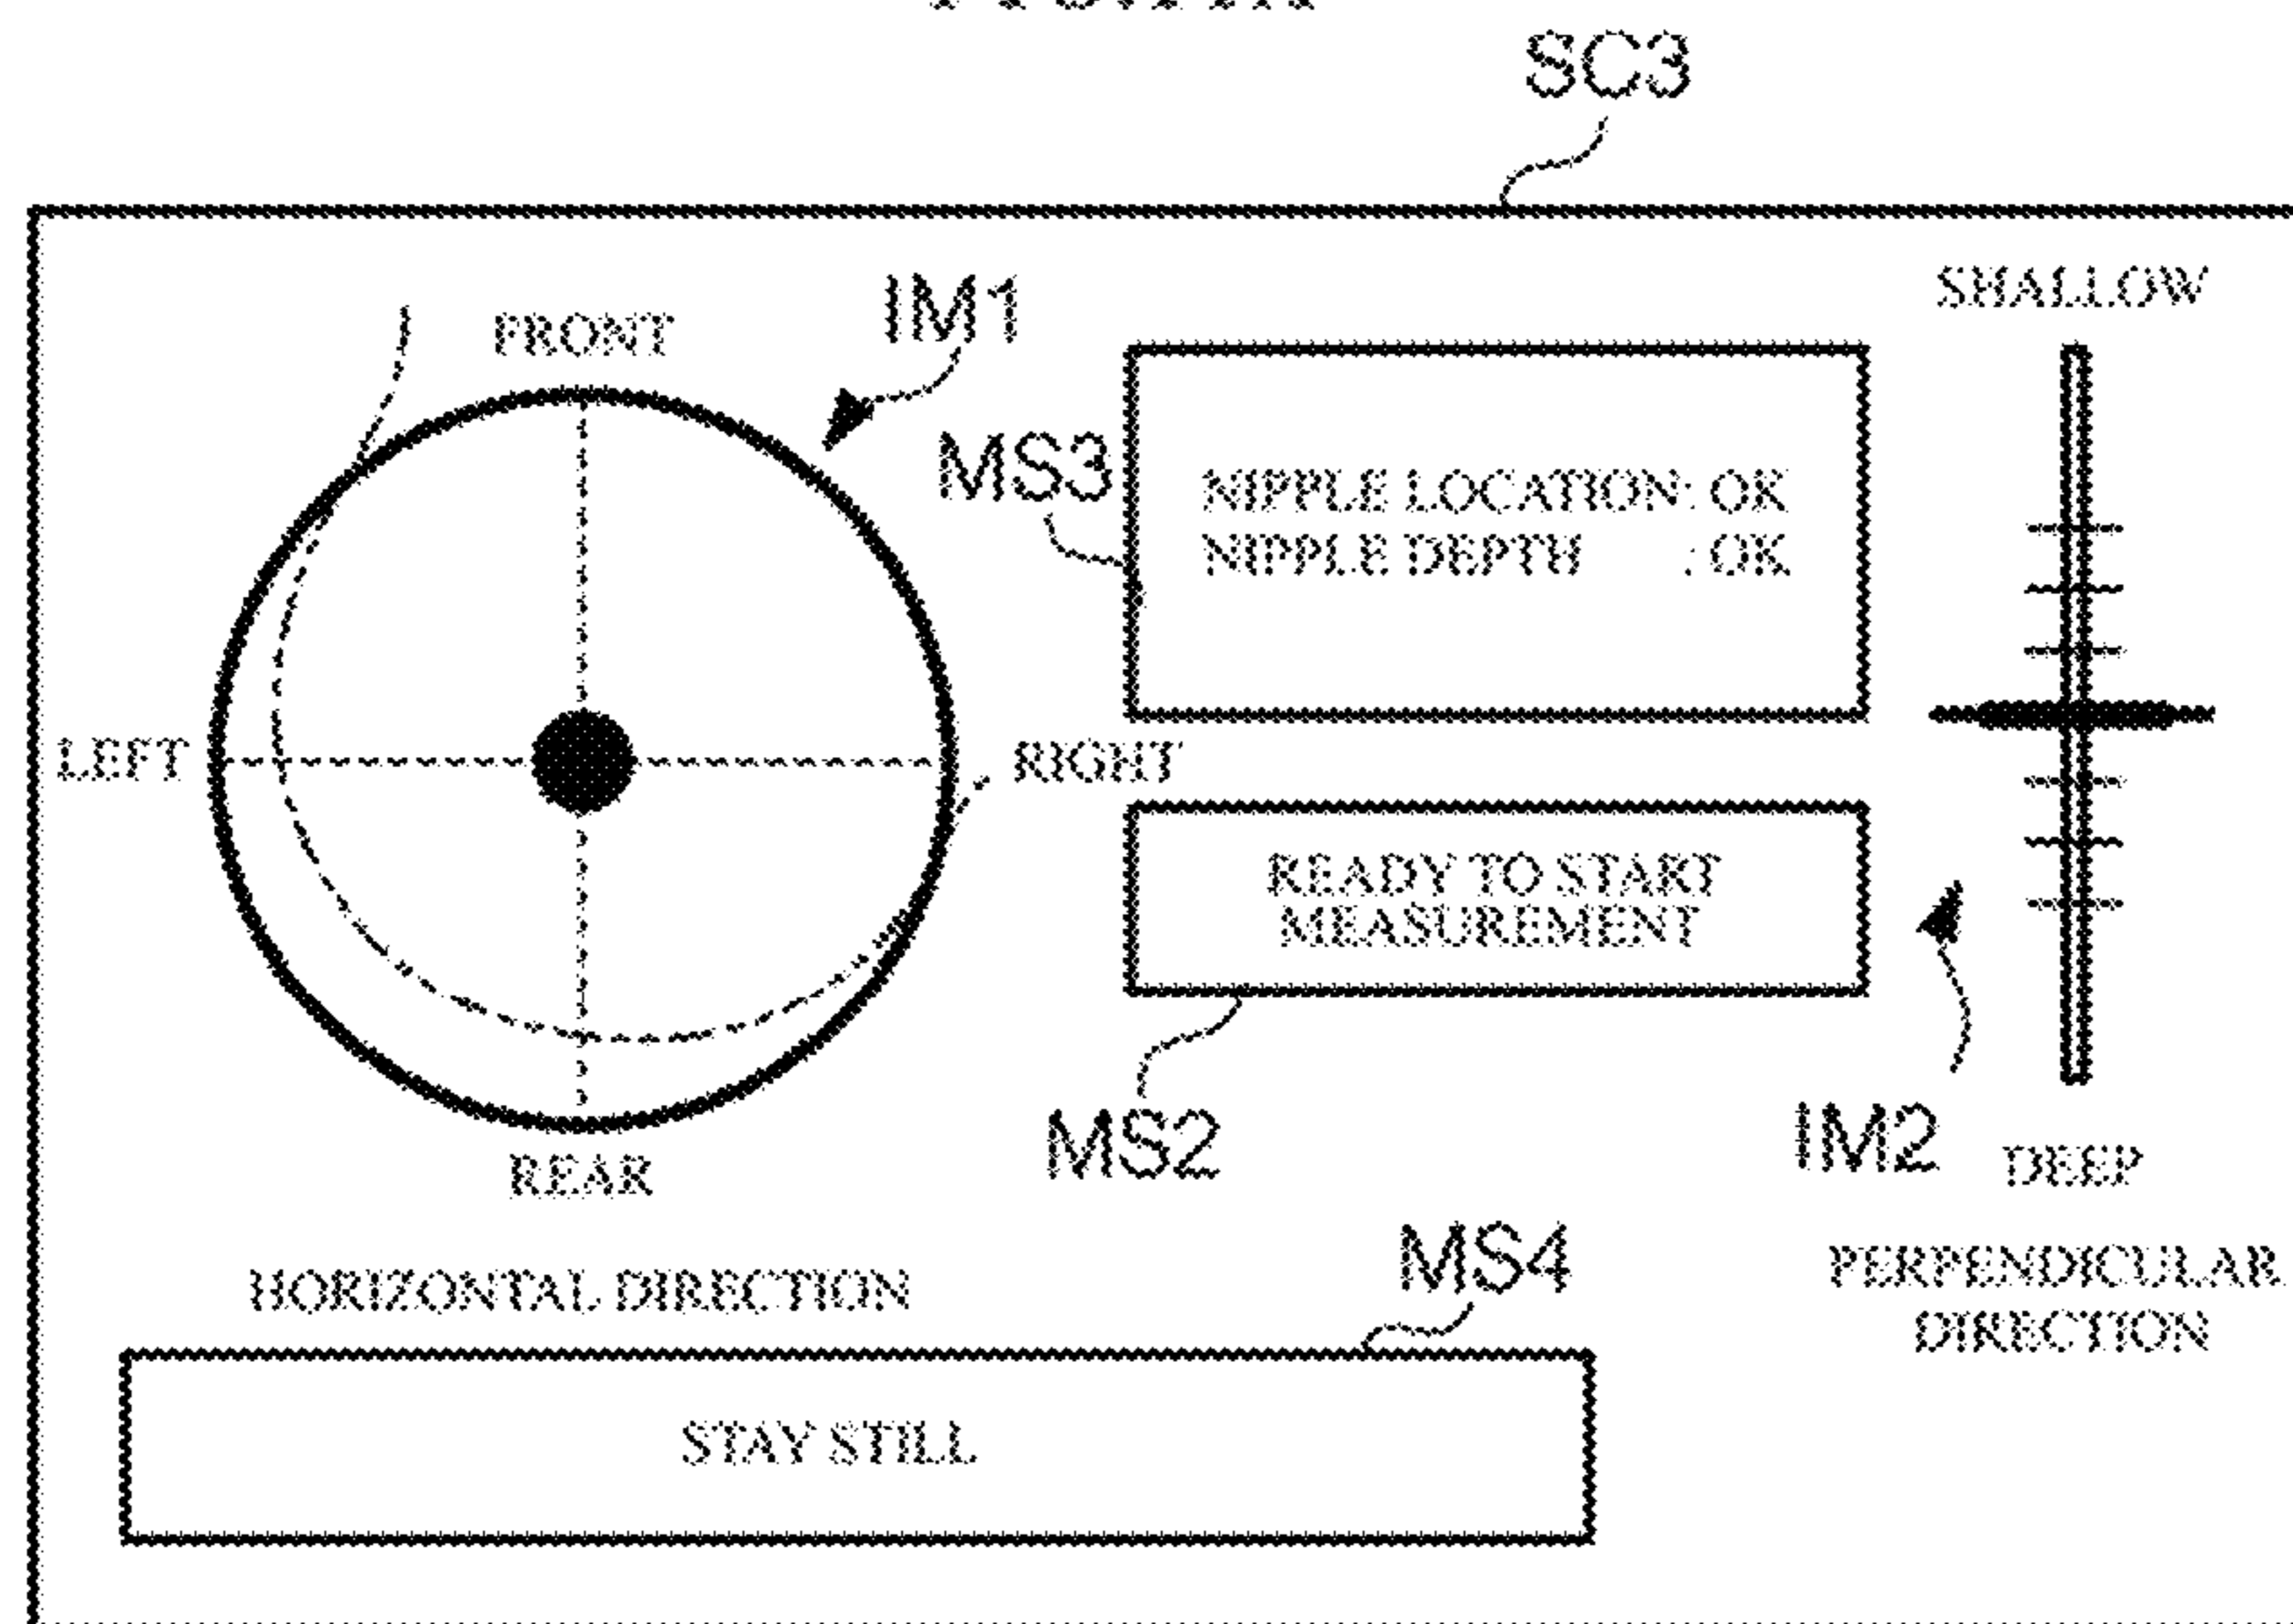 SC3
SHALLOW
FRONT
IM1
MS3
NIPPLE LOCATION: OK
NIPPLE DEPTH : OK
LEFT
RIGHT
READY TO START
MEASUREMENT
MS2
IM2
REAR
DEEP
MS4
HORIZONTAL DIRECTION
PERPENDICULAR
DIRECTION
STAY STILL